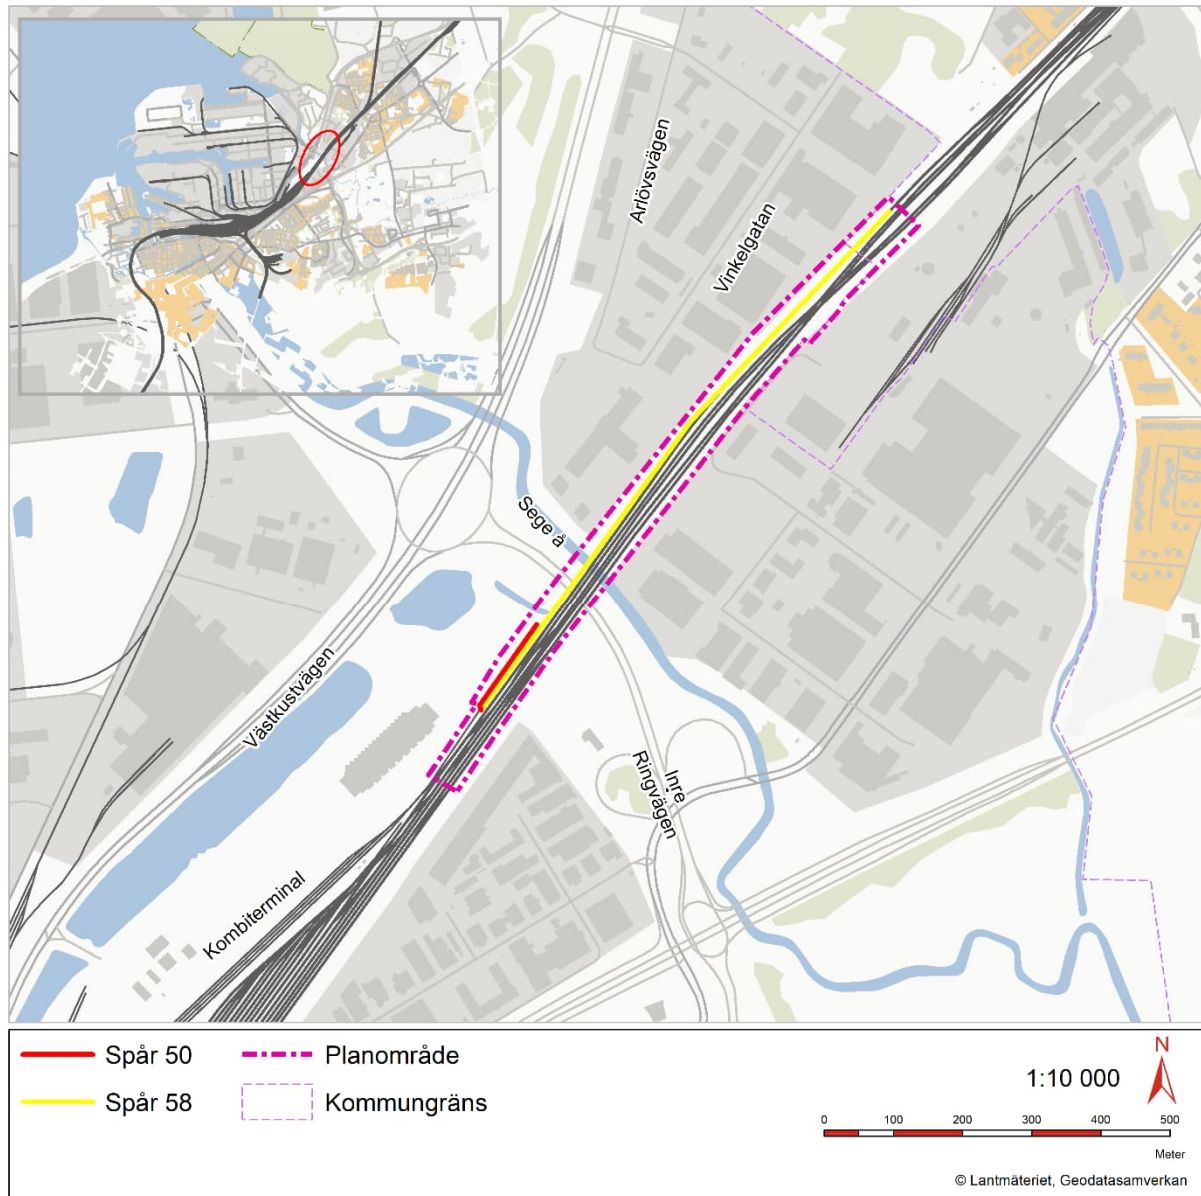 Arlövsvägen
Vinkelgatan
Sege å
Västkustvägen
Inre
Ringvägen
Kombiterminal
Spår 50
Planområde
Spår 58
Kommungräns
1:10 000
N
0 100 200 300 400 500
Meter
© Lantmäteriet, Geodatasamverkan